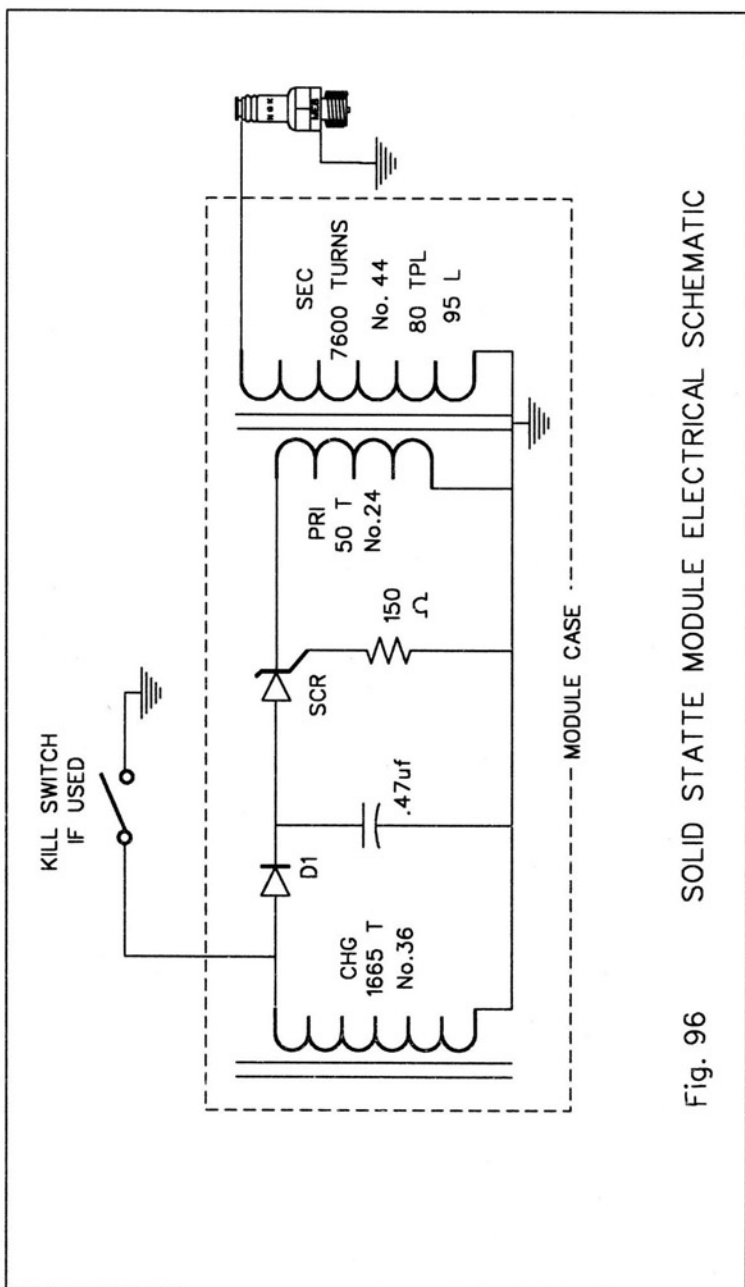 KILL SWITCH
IF USED
CHG
1665 T
No.36
D1
.47uf
SCR
150
Ω
PRI
50 T
No.24
SEC
7600 TURNS
No. 44
80 TPL
95 L
NGK
MODULE CASE
Fig. 96 SOLID STATTE MODULE ELECTRICAL SCHEMATIC